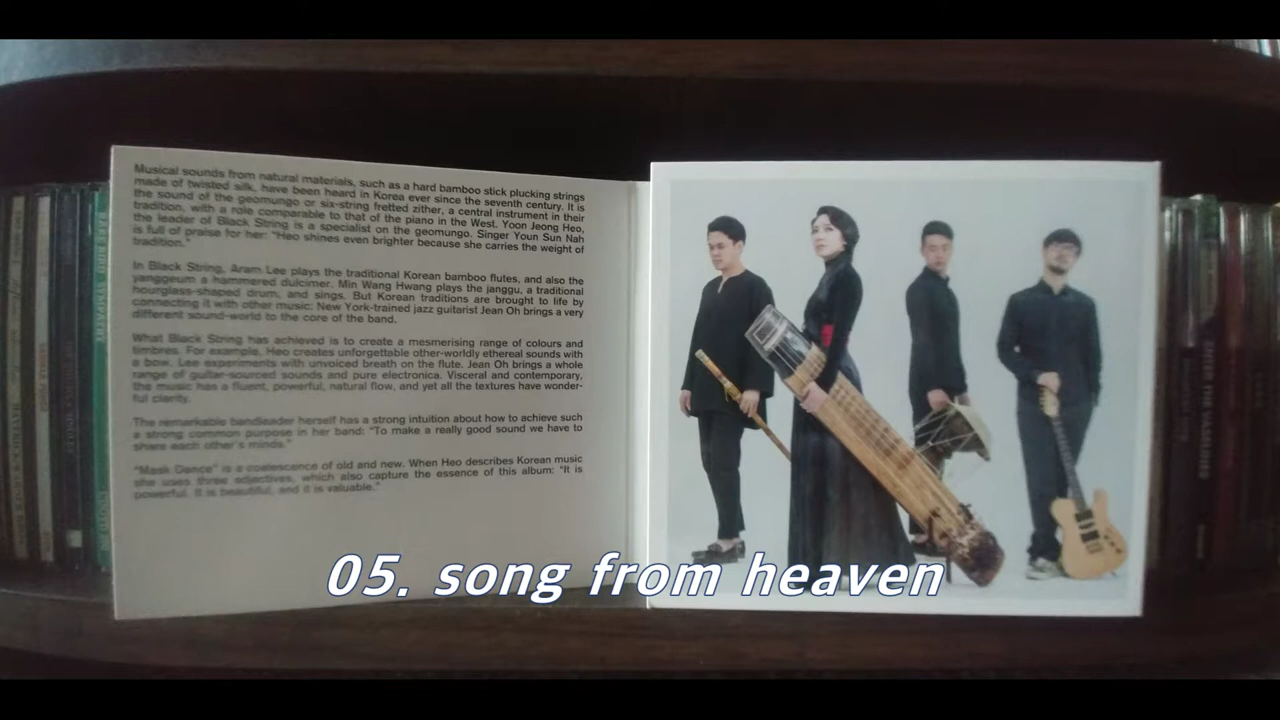 Musical sounds from natural materials, such as a hard bamboo stick plucking strings
made of twisted silk, have been heard in Korea ever since the seventh century. It is
the sound of the geomungo or six-string fretted zither, a central instrument in their
tradition, with a role comparable to that of the piano in the West. Yoon Jeong Heo,
the leader of Black String is a specialist on the geomungo. Singer Youn Sun Nah
is full of praise for her: "Heo shines even brighter because she carries the weight of
tradition."
In Black String, Aram Lee plays the traditional Korean bamboo flutes, and also the
yanggeum a hammered dulcimer. Min Wang Hwang plays the janggu, a traditional
hourglass-shaped drum, and sings. But Korean traditions are brought to life by
connecting it with other music: New York-trained jazz guitarist Jean Oh brings a very
different sound-world to the core of the band.
What Black String has achieved is to create a mesmerising range of colours and
timbres. For example, Heo creates unforgettable other-worldly ethereal sounds with
a bow. Lee experiments with unvoiced breath on the flute. Jean Oh brings a whole
range of guitar-sourced sounds and pure electronica. Visceral and contemporary,
the music has a fluent, powerful, natural flow, and yet all the textures have wonder-
ful clarity.
The remarkable bandleader herself has a strong intuition about how to achieve such
a strong common purpose in her band: "To make a really good sound we have to
share each other's minds."
"Mask Dance" is a coalescence of old and new. When Heo describes Korean music
she uses three adjectives, which also capture the essence of this album: "It is
powerful. It is beautiful, and it is valuable."
05. song from heaven